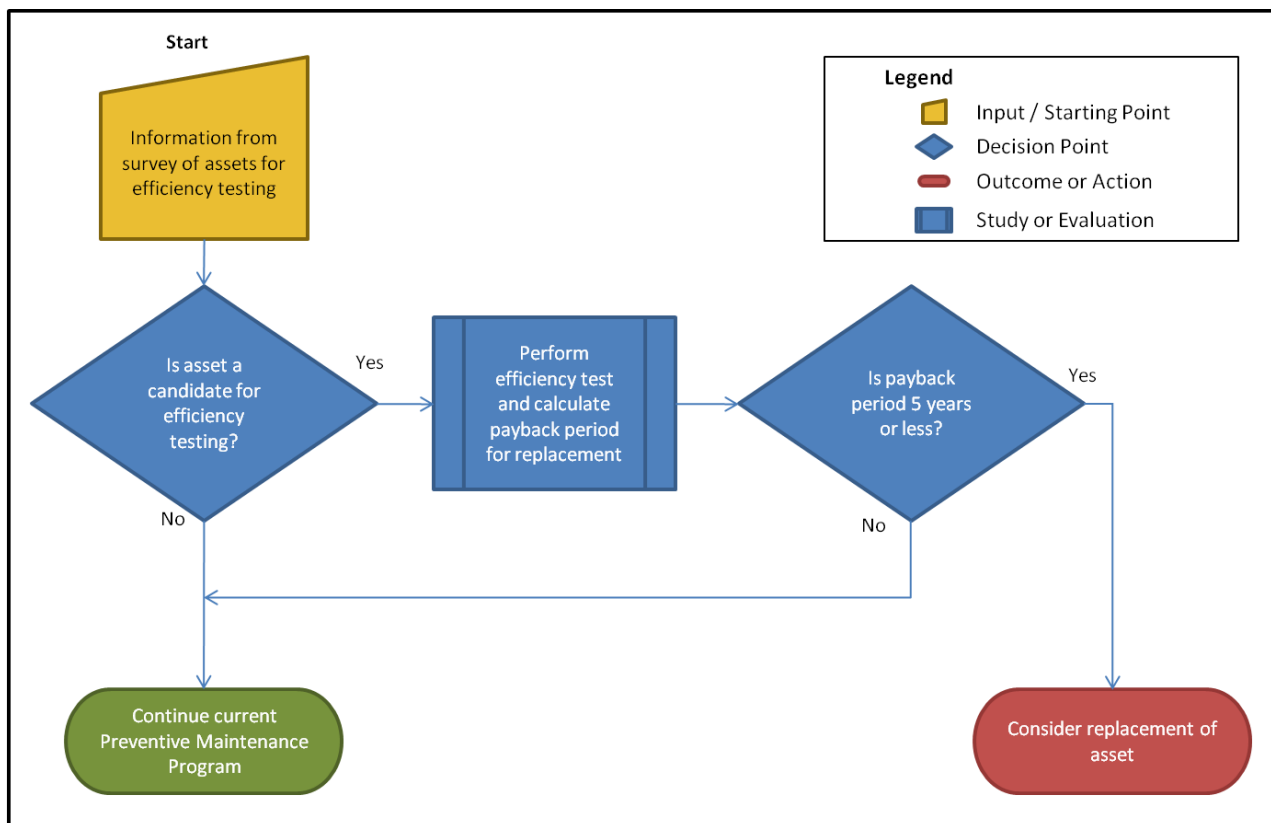 Start
Information from
survey of assets for
efficiency testing
Legend
Input / Starting Point
Decision Point
Outcome or Action
Study or Evaluation
Is asset a
candidate for
efficiency
testing?
Yes
No
Perform
efficiency test
and calculate
payback period
for replacement
Is payback
period 5 years
or less?
Yes
No
Continue current
Preventive Maintenance
Program
Consider replacement of
asset